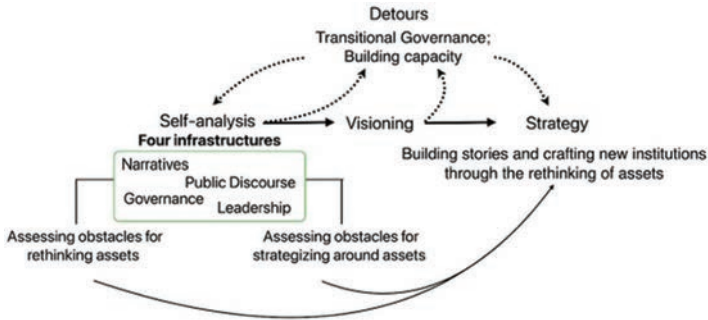 Detours
Transitional Governance;
Building capacity
Self-analysis
Visioning
Strategy
Four infrastructures
Narratives
Public Discourse
Governance
Leadership
Building stories and crafting new institutions
through the rethinking of assets
Assessing obstacles for
rethinking assets
Assessing obstacles for
strategizing around assets